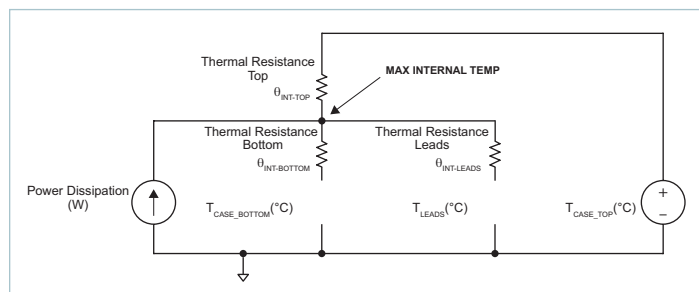 Thermal Resistance
Top
θINT-TOP
MAX INTERNAL TEMP
Thermal Resistance
Bottom
θINT-BOTTOM
Thermal Resistance
Leads
θINT-LEADS
Power Dissipation
(W)
TCASE_BOTTOM(°C)
TLEADS(°C)
TCASE_TOP(°C)
+
–